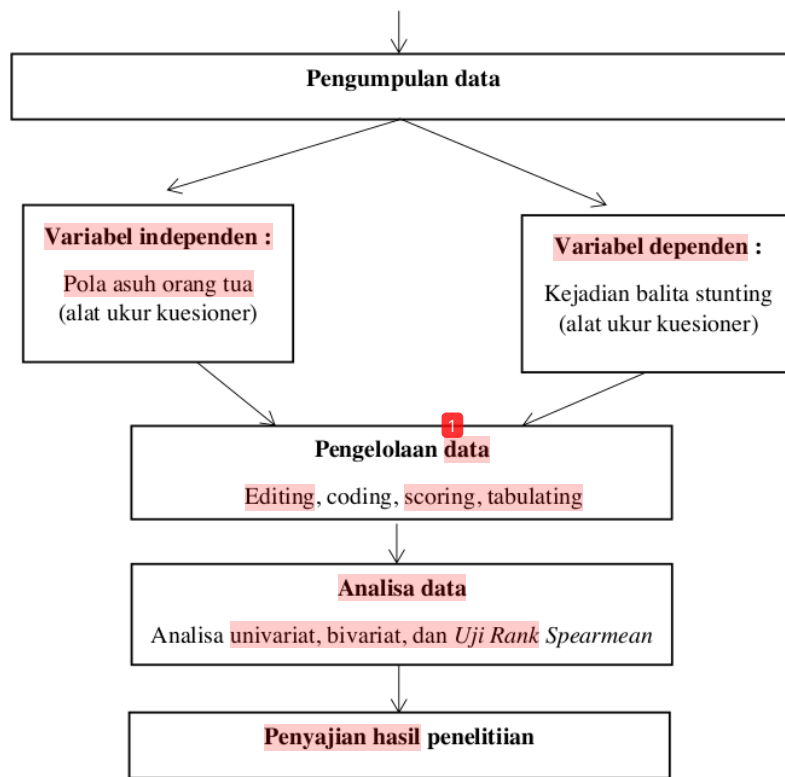 Pengumpulan data
Variabel independen :
Pola asuh orang tua
(alat ukur kuesioner)
Variabel dependen :
Kejadian balita stunting
(alat ukur kuesioner)
1
Pengelolaan data
Editing, coding, scoring, tabulating
Analisa data
Analisa univariat, bivariat, dan Uji Rank Spearmean
Penyajian hasil penelitiian